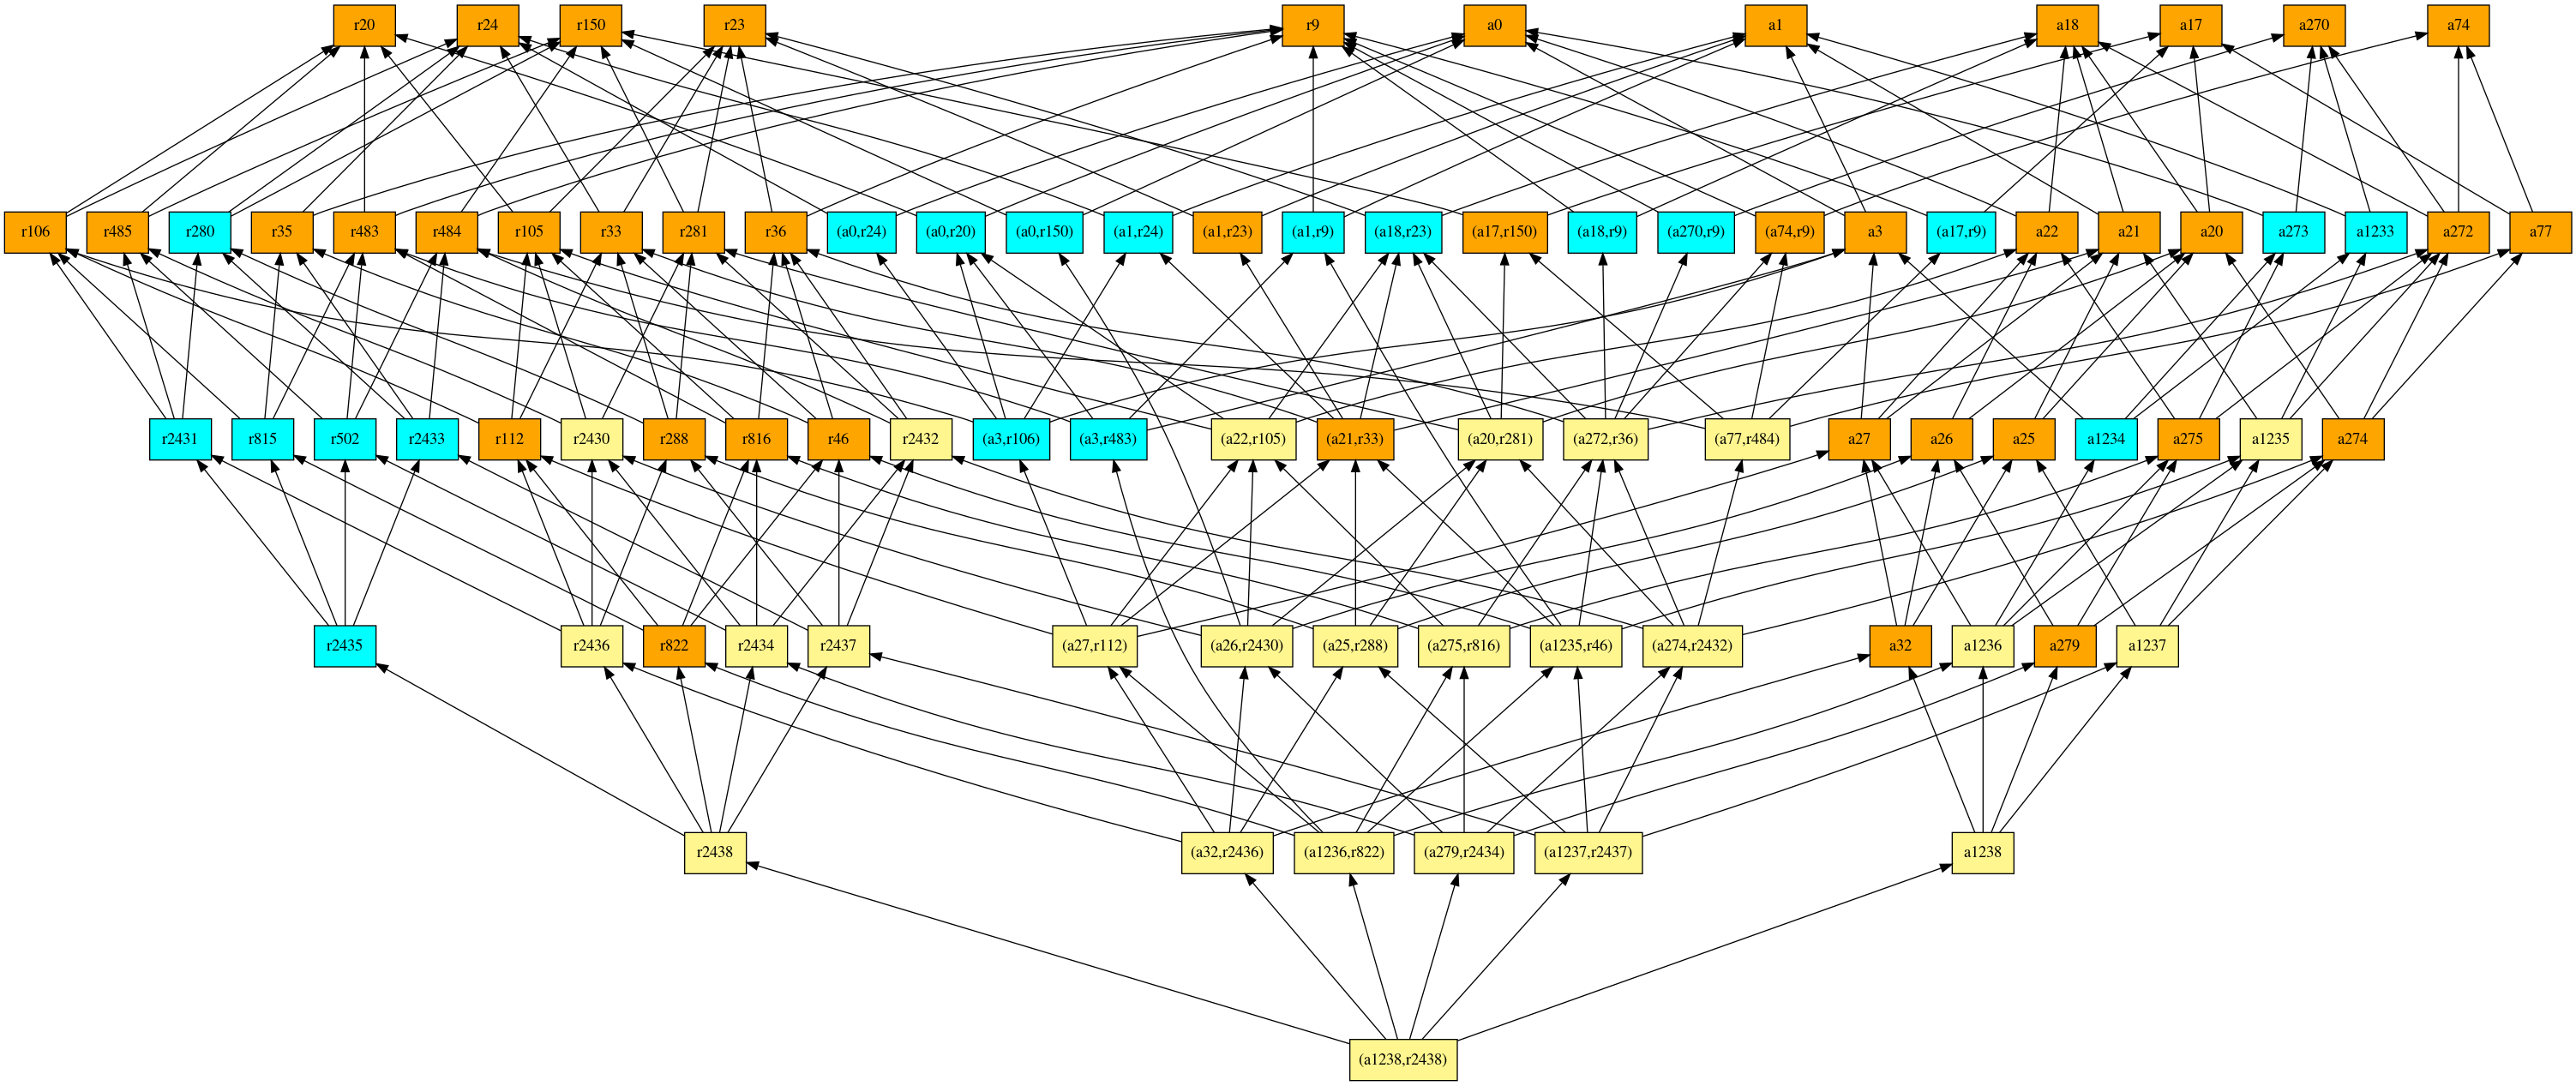 r20 r24 r150 r23 r9 a0 a1 a18 a17 a270 a74
r106 r485 r280 r35 r483 r484 r105 r33 r281 r36 (a0,r24) (a0,r20) (a0,r150) (a1,r24) (a1,r23) (a1,r9) (a18,r23) (a17,r150) (a18,r9) (a270,r9) (a74,r9) a3 (a17,r9) a22 a21 a20 a273 a1233 a272 a77
r2431 r815 r502 r2433 r112 r2430 r288 r816 r46 r2432 (a3,r106) (a3,r483) (a22,r105) (a21,r33) (a20,r281) (a272,r36) (a77,r484) a27 a26 a25 a1234 a275 a1235 a274
r2435 r2436 r822 r2434 r2437 (a27,r112) (a26,r2430) (a25,r288) (a275,r816) (a1235,r46) (a274,r2432) a32 a1236 a279 a1237
r2438 (a32,r2436) (a1236,r822) (a279,r2434) (a1237,r2437) a1238
(a1238,r2438)